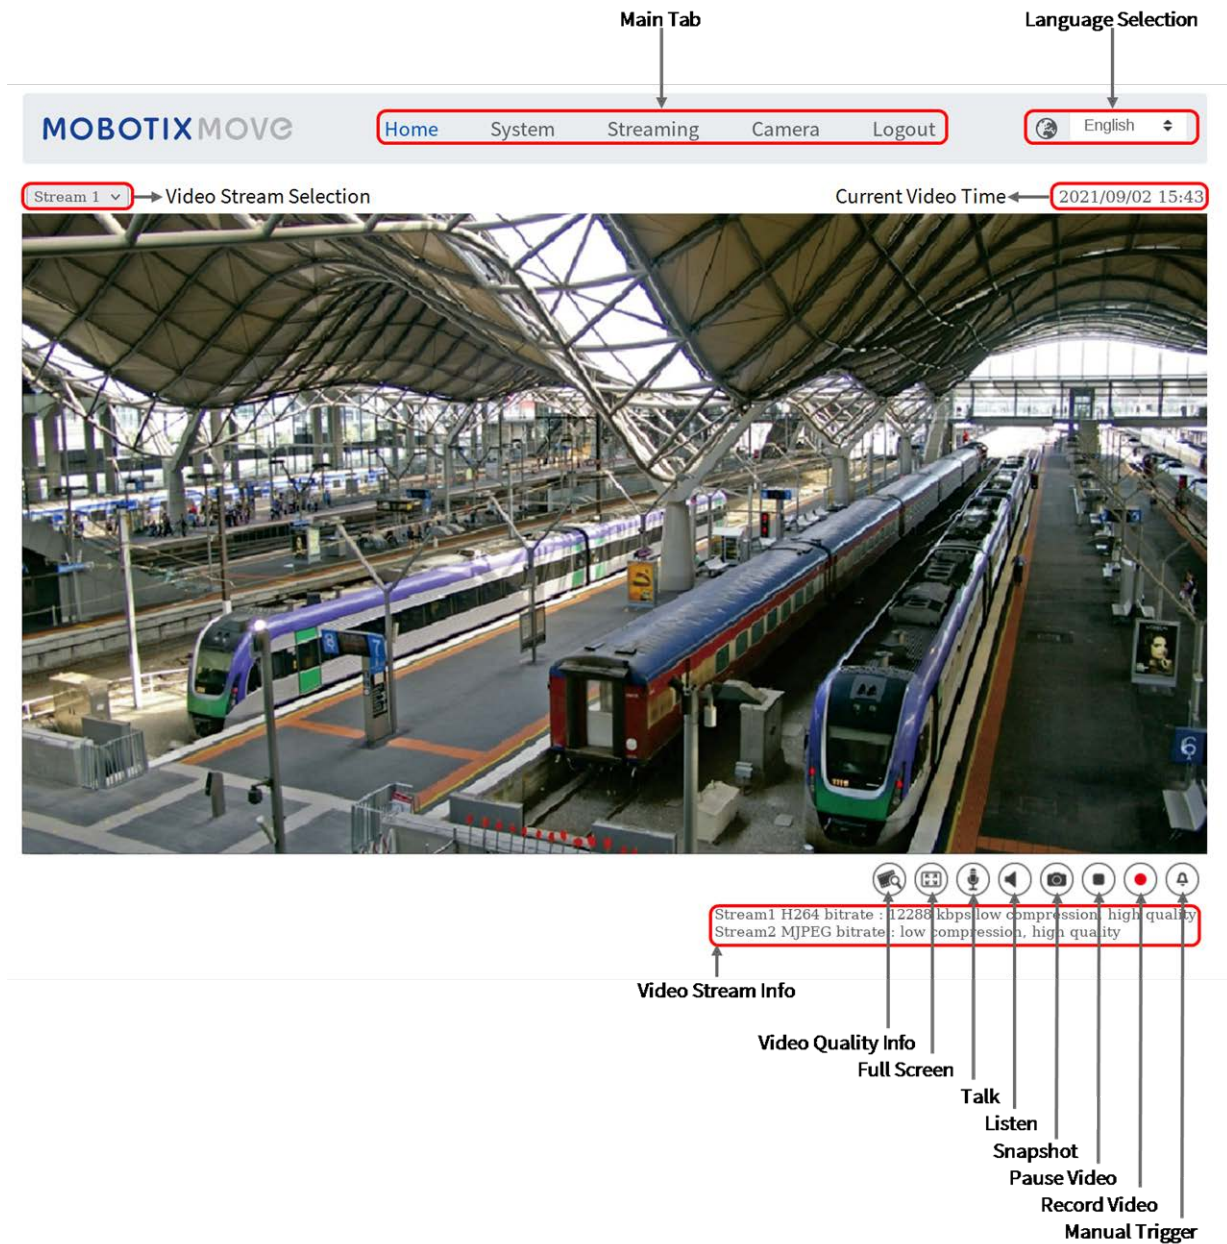 Main Tab
Language Selection
MOBOTIX MOVE
Home System Streaming Camera Logout
English
Stream 1
Video Stream Selection
Current Video Time
2021/09/02 15:43
8
7
6
Stream1 H264 bitrate : 12288 kbps low compression, high quality
Stream2 MJPEG bitrate : low compression, high quality
Video Stream Info
Video Quality Info
Full Screen
Talk
Listen
Snapshot
Pause Video
Record Video
Manual Trigger